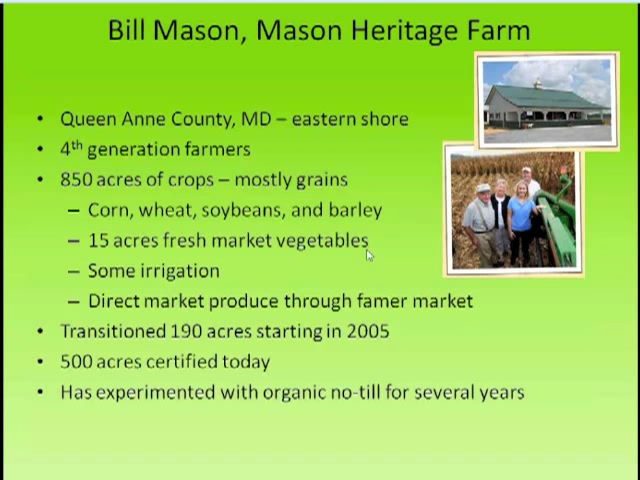 Bill Mason, Mason Heritage Farm
• Queen Anne County, MD – eastern shore
• 4th generation farmers
• 850 acres of crops – mostly grains
– Corn, wheat, soybeans, and barley
– 15 acres fresh market vegetables
– Some irrigation
– Direct market produce through famer market
• Transitioned 190 acres starting in 2005
• 500 acres certified today
• Has experimented with organic no-till for several years